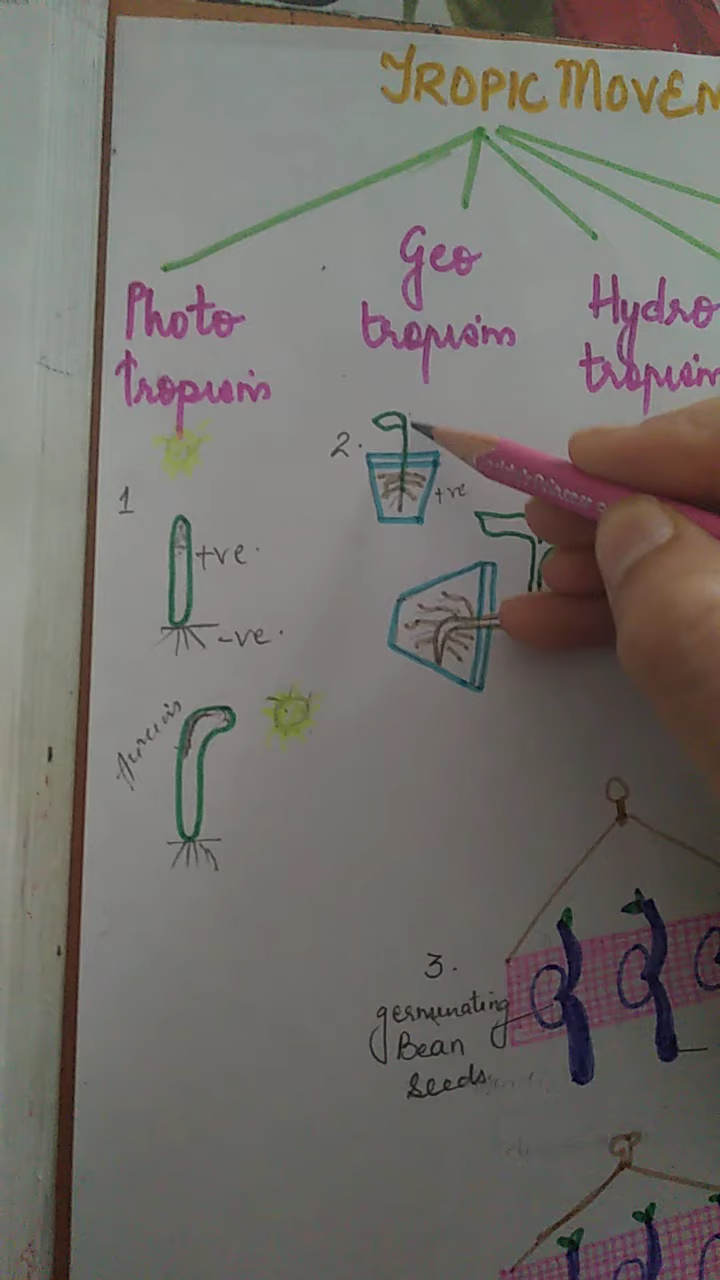 TROPIC MOVEM
Photo
Tropism
Geo
tropism
Hydro
tropism
1
+ve.
-ve.
2.
+ve
3.
germinating
Bean
Seeds